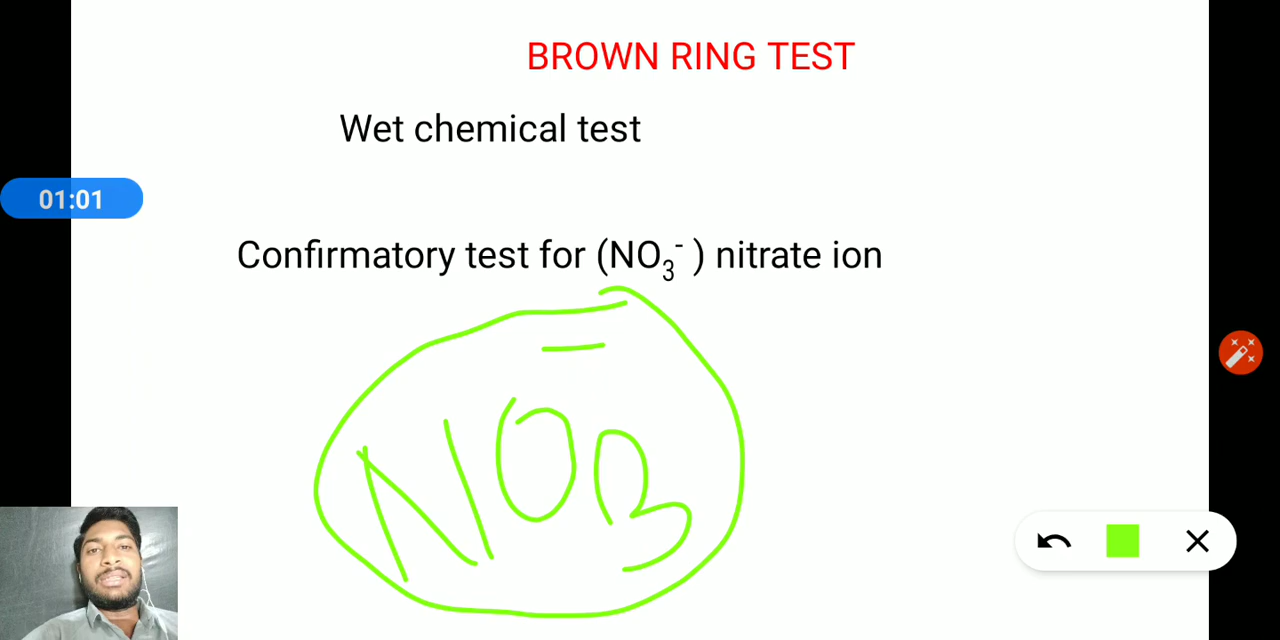 BROWN RING TEST
Wet chemical test
01:01
Confirmatory test for (NO₃⁻ ) nitrate ion
NO₃⁻